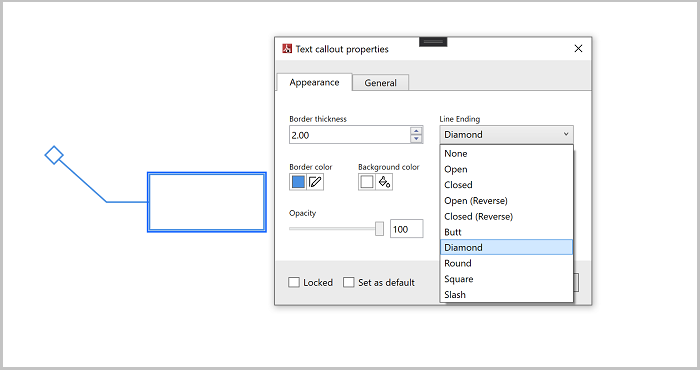 Text callout properties
Appearance
General
Border thickness
2.00
Line Ending
Diamond
Border color
Background color
Opacity
100
None
Open
Closed
Open (Reverse)
Closed (Reverse)
Butt
Diamond
Round
Square
Slash
Locked
Set as default